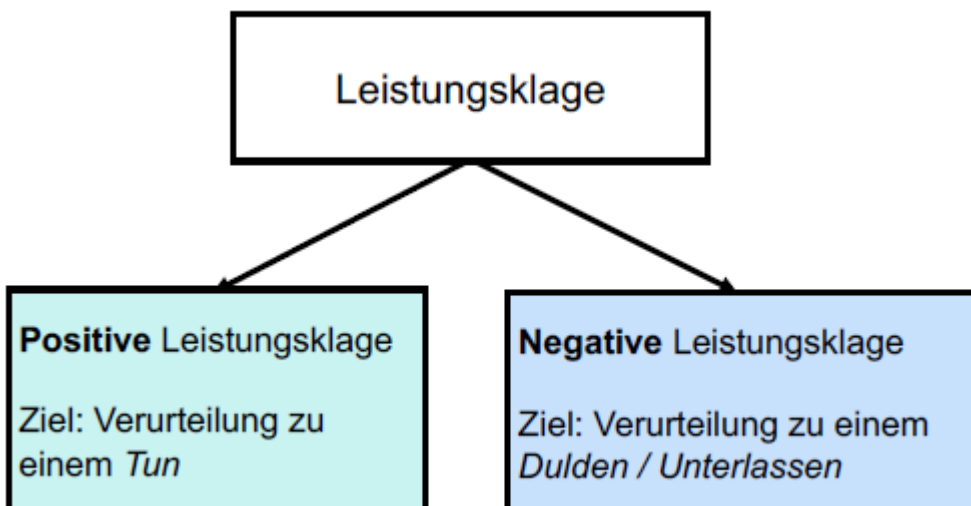 Leistungsklage
Positive Leistungsklage
Ziel: Verurteilung zu
einem Tun
Negative Leistungsklage
Ziel: Verurteilung zu einem
Dulden / Unterlassen